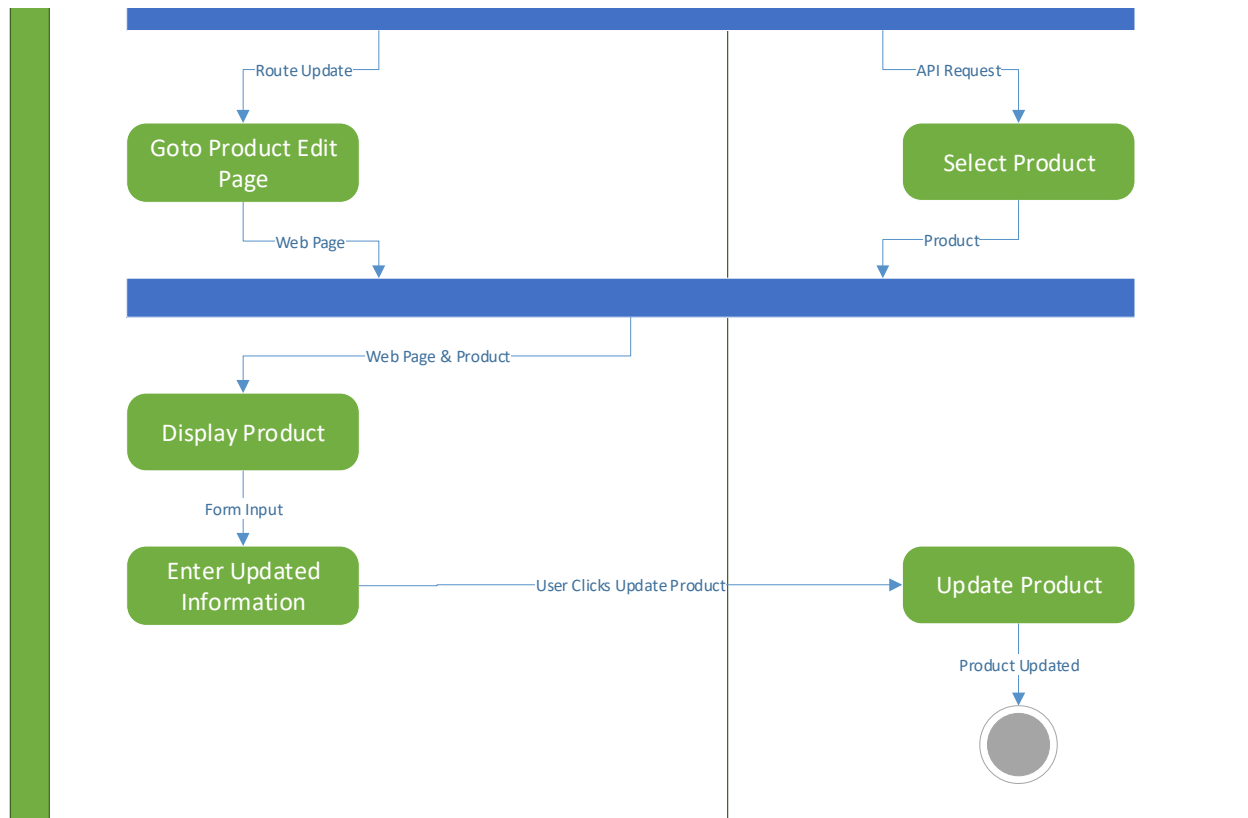 Route Update
API Request
Goto Product Edit
Page
Select Product
Web Page
Product
Web Page & Product
Display Product
Form Input
Enter Updated
Information
User Clicks Update Product
Update Product
Product Updated